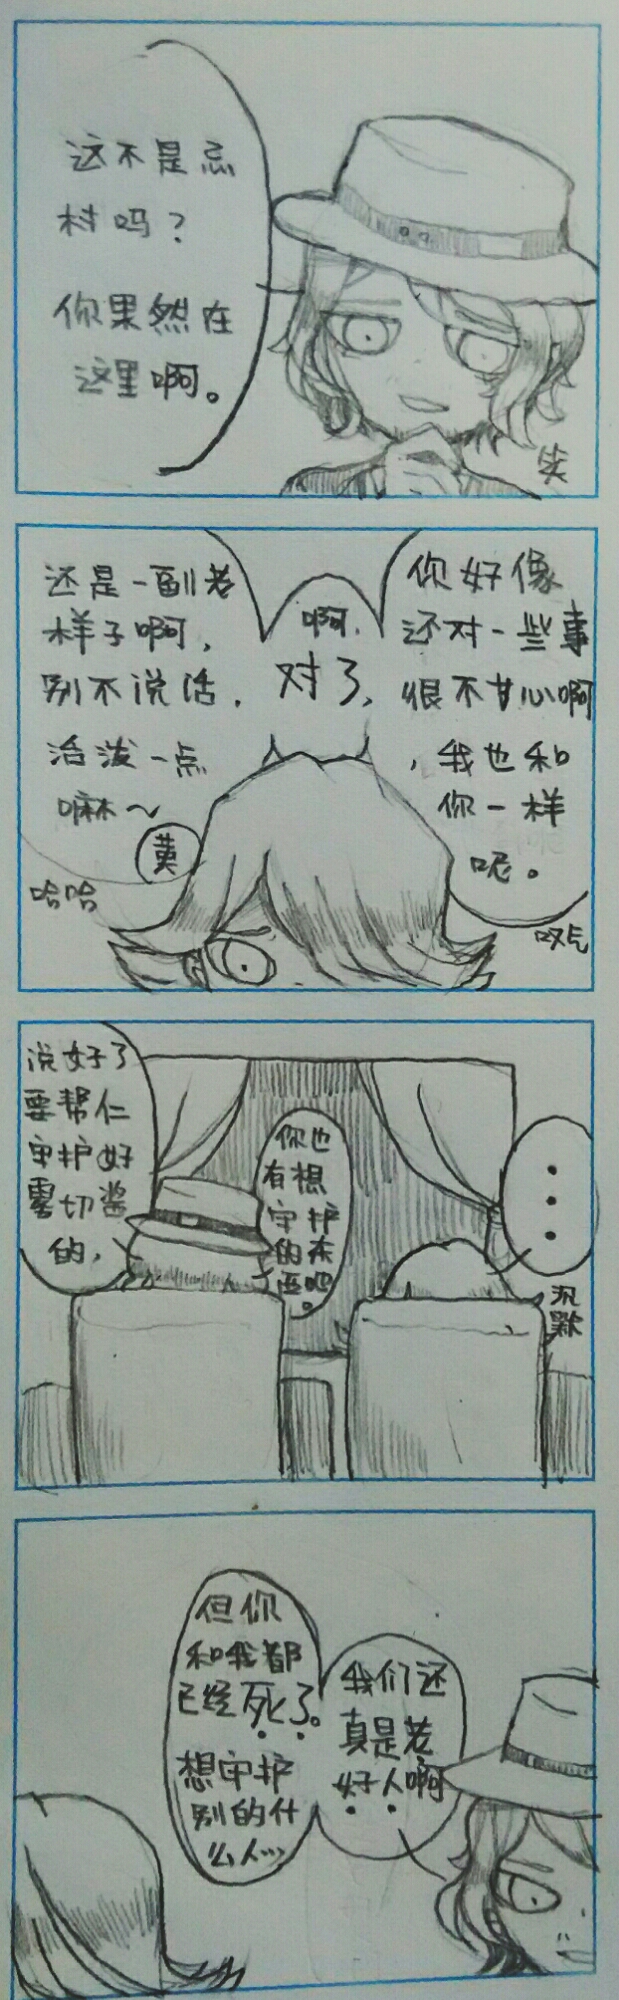 这不是忌
村吗？
你果然在
这里啊。
笑
还是一副老
样子啊，
别不说话，
活泼一点
嘛～
莫
哈哈
啊，
对了，
你好像
还对一些事
很不甘心啊
，我也和
你一样
呢。
叹气
说好了
要帮仁
守护好
雾切酱
的，
你也
有想
守护
的东
西吧。
...
沉
默
但你
和我都
已经死了。
想守护
别的什
么人…
我们还
真是老
好人啊